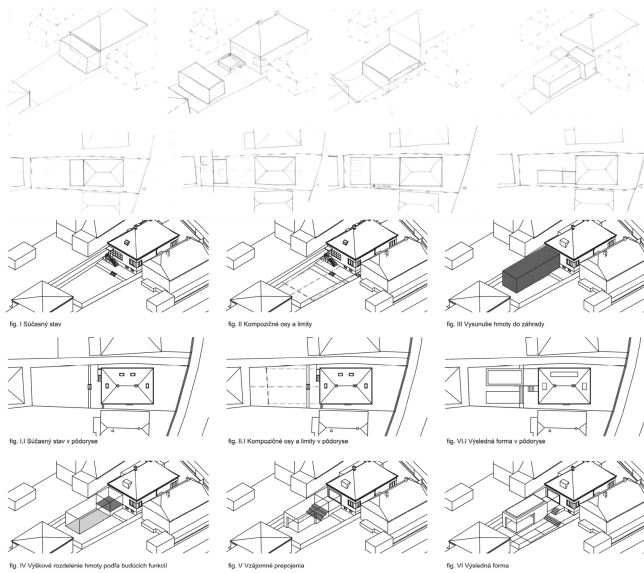 fig. I Súčasný stav
fig. II Kompozičné osy a limity
fig. III Vysunutie hmoty do záhrady
fig. I.I Súčasný stav v pôdoryse
fig. II.I Kompozičné osy a limity v pôdoryse
fig. VI.I Výsledná forma v pôdoryse
fig. IV Výškové rozdelenie hmoty podľa budúcich funkcií
fig. V Vzájomné prepojenia
fig. VI Výsledná forma